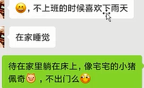 ，不上班的时候喜欢下雨天
在家睡觉
待在家里躺在床上，像宅宅的小猪
佩奇，不出门么